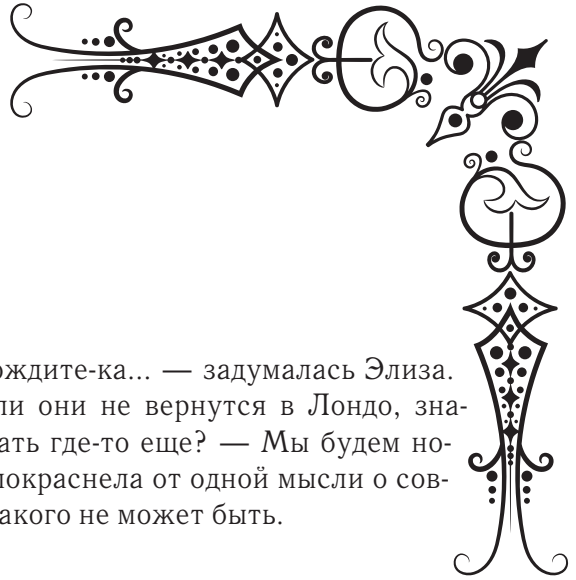 ождите-ка... — задумалась Элиза.
ли они не вернутся в Лондо, зна-
ать где-то еще? — Мы будем но-
покраснела от одной мысли о сов-
акого не может быть.